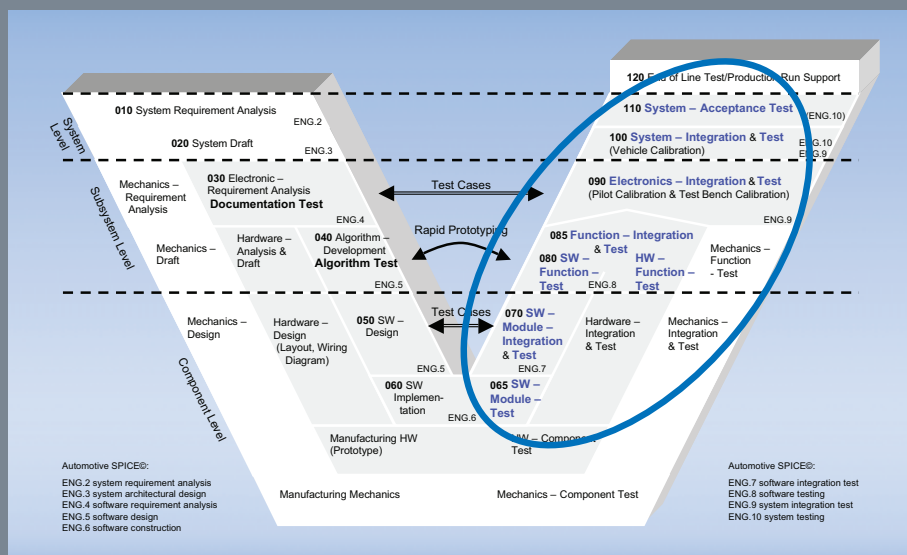 120 End of Line Test/Production Run Support
010 System Requirement Analysis
ENG.2
110 System – Acceptance Test
(ENG.10)
System
Level
020 System Draft
ENG.3
100 System – Integration & Test
(Vehicle Calibration)
ENG.10
ENG.9
Subsystem Level
Mechanics –
Requirement
Analysis
030 Electronic –
Requirement Analysis
Documentation Test
ENG.4
Test Cases
090 Electronics – Integration & Test
(Pilot Calibration & Test Bench Calibration)
ENG.9
Mechanics –
Draft
Hardware –
Analysis &
Draft
040 Algorithm –
Development
Algorithm Test
ENG.5
Rapid Prototyping
085 Function – Integration
& Test
080 SW –
Function –
Test
HW –
Function –
Test
ENG.8
Mechanics –
Function
- Test
Component Level
Mechanics –
Design
Hardware –
Design
(Layout, Wiring
Diagram)
050 SW –
Design
ENG.5
Test Cases
070 SW –
Module –
Integration
& Test
ENG.7
Hardware –
Integration
& Test
Mechanics –
Integration
& Test
060 SW
Implemen-
tation
ENG.6
065 SW –
Module –
Test
Manufacturing HW
(Prototype)
HW – Component
Test
Manufacturing Mechanics
Mechanics – Component Test
Automotive SPICE©:
ENG.2 system requirement analysis
ENG.3 system architectural design
ENG.4 software requirement analysis
ENG.5 software design
ENG.6 software construction
Automotive SPICE©:
ENG.7 software integration test
ENG.8 software testing
ENG.9 system integration test
ENG.10 system testing